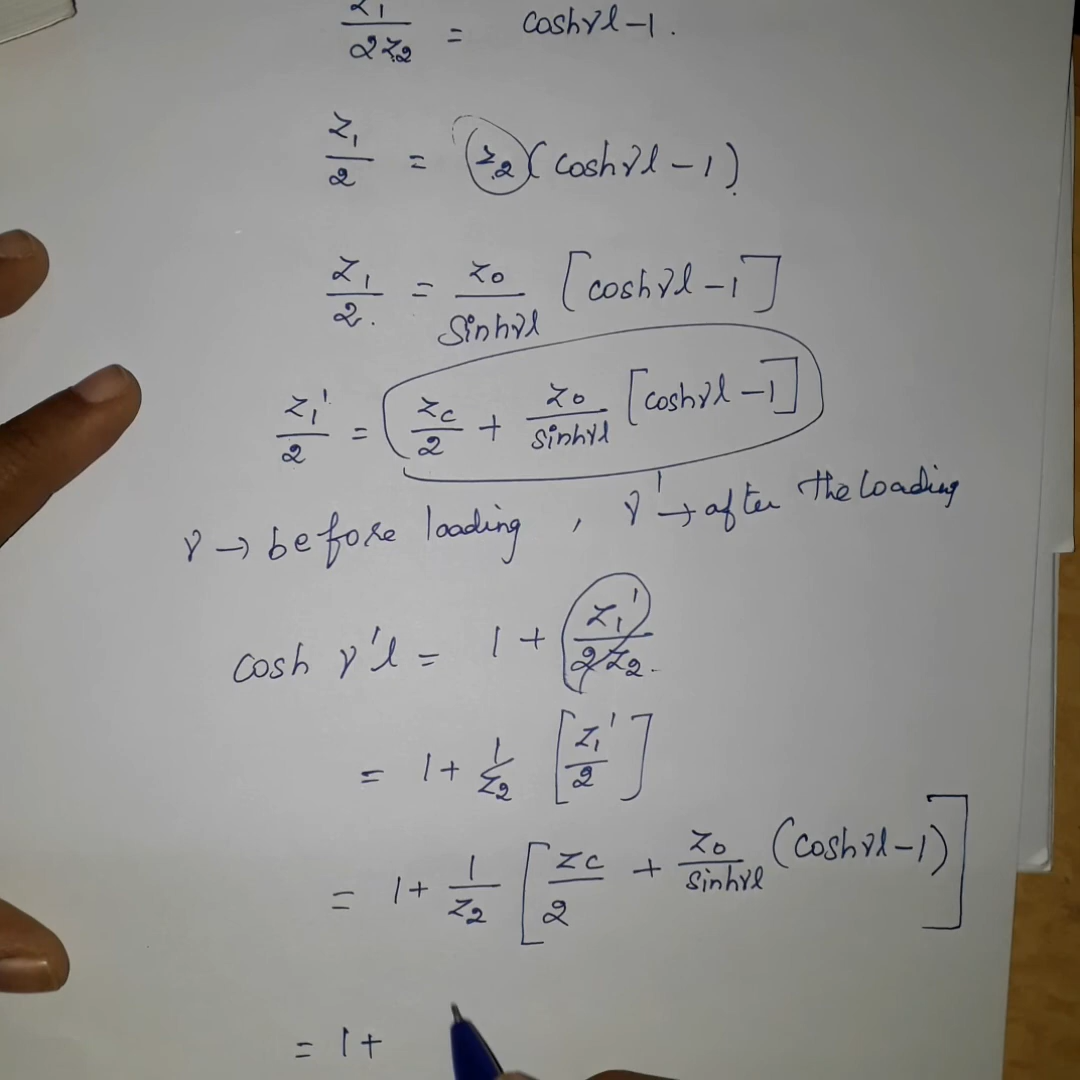 Z₁/2Z₂ = coshγl-1.
Z₁/2 = Z₂(coshγl-1).
Z₁/2. = Z₀/Sinhγl [coshγl-1]
Z₁'/2 = Zc/2 + Z₀/sinhγl [coshγl-1]
γ → before loading, γ' → after the loading
cosh γ'l = 1 + Z₁'/2Z₂.
= 1 + 1/Z₂ [Z₁'/2]
= 1 + 1/Z₂ [Zc/2 + Z₀/sinhγl (coshγl-1)]
= 1+